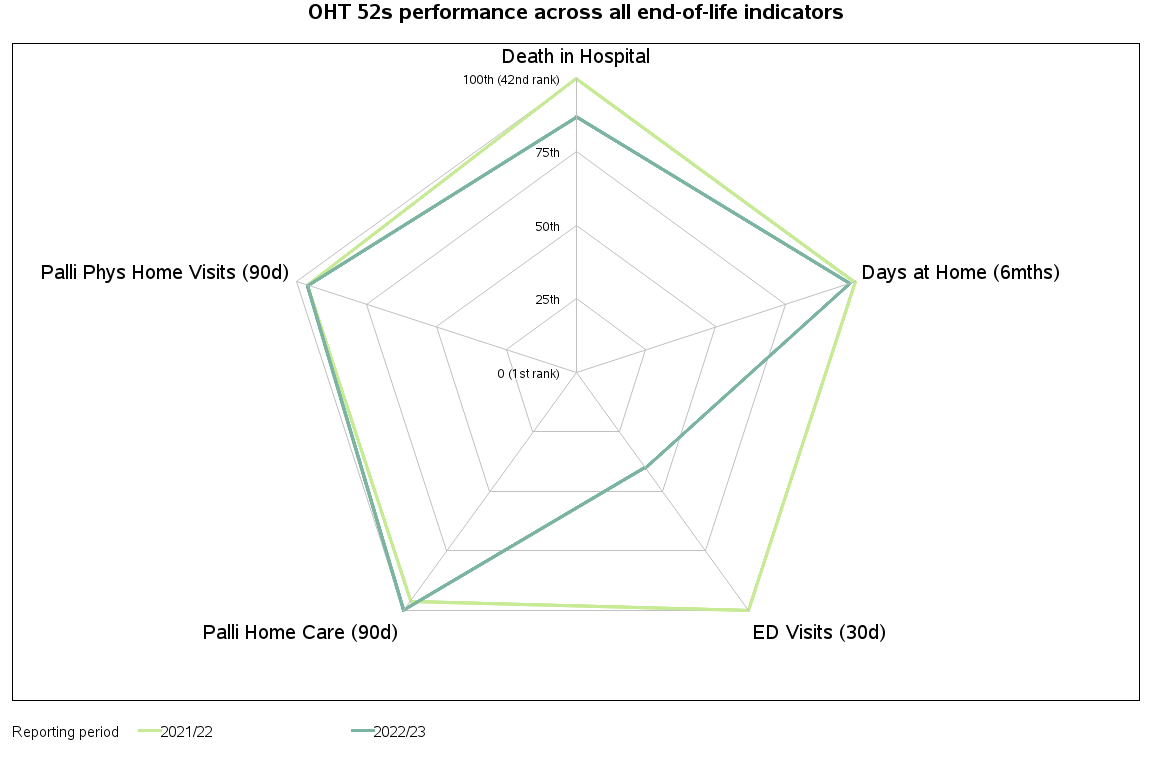 OHT 52s performance across all end-of-life indicators
Death in Hospital
100th (42nd rank)
75th
50th
25th
0 (1st rank)
Palli Phys Home Visits (90d)
Days at Home (6mths)
Palli Home Care (90d)
ED Visits (30d)
Reporting period 2021/22 2022/23